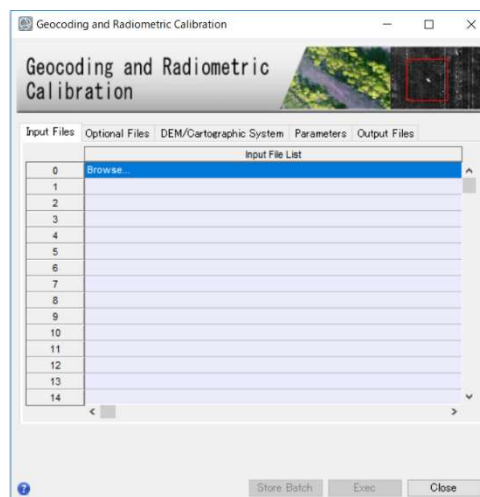 Geocoding and Radiometric Calibration
Geocoding and Radiometric
Calibration
Input Files Optional Files DEM/Cartographic System Parameters Output Files
Input File List
0 Browse...
1
2
3
4
5
6
7
8
9
10
11
12
13
14
Store Batch Exec Close